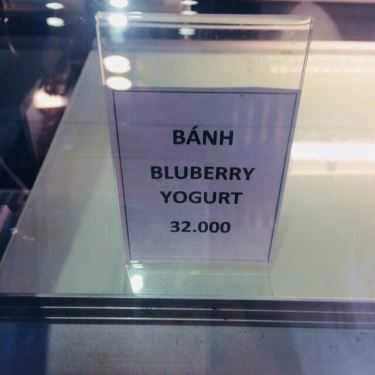 BÁNH
BLUBERRY
YOGURT
32.000